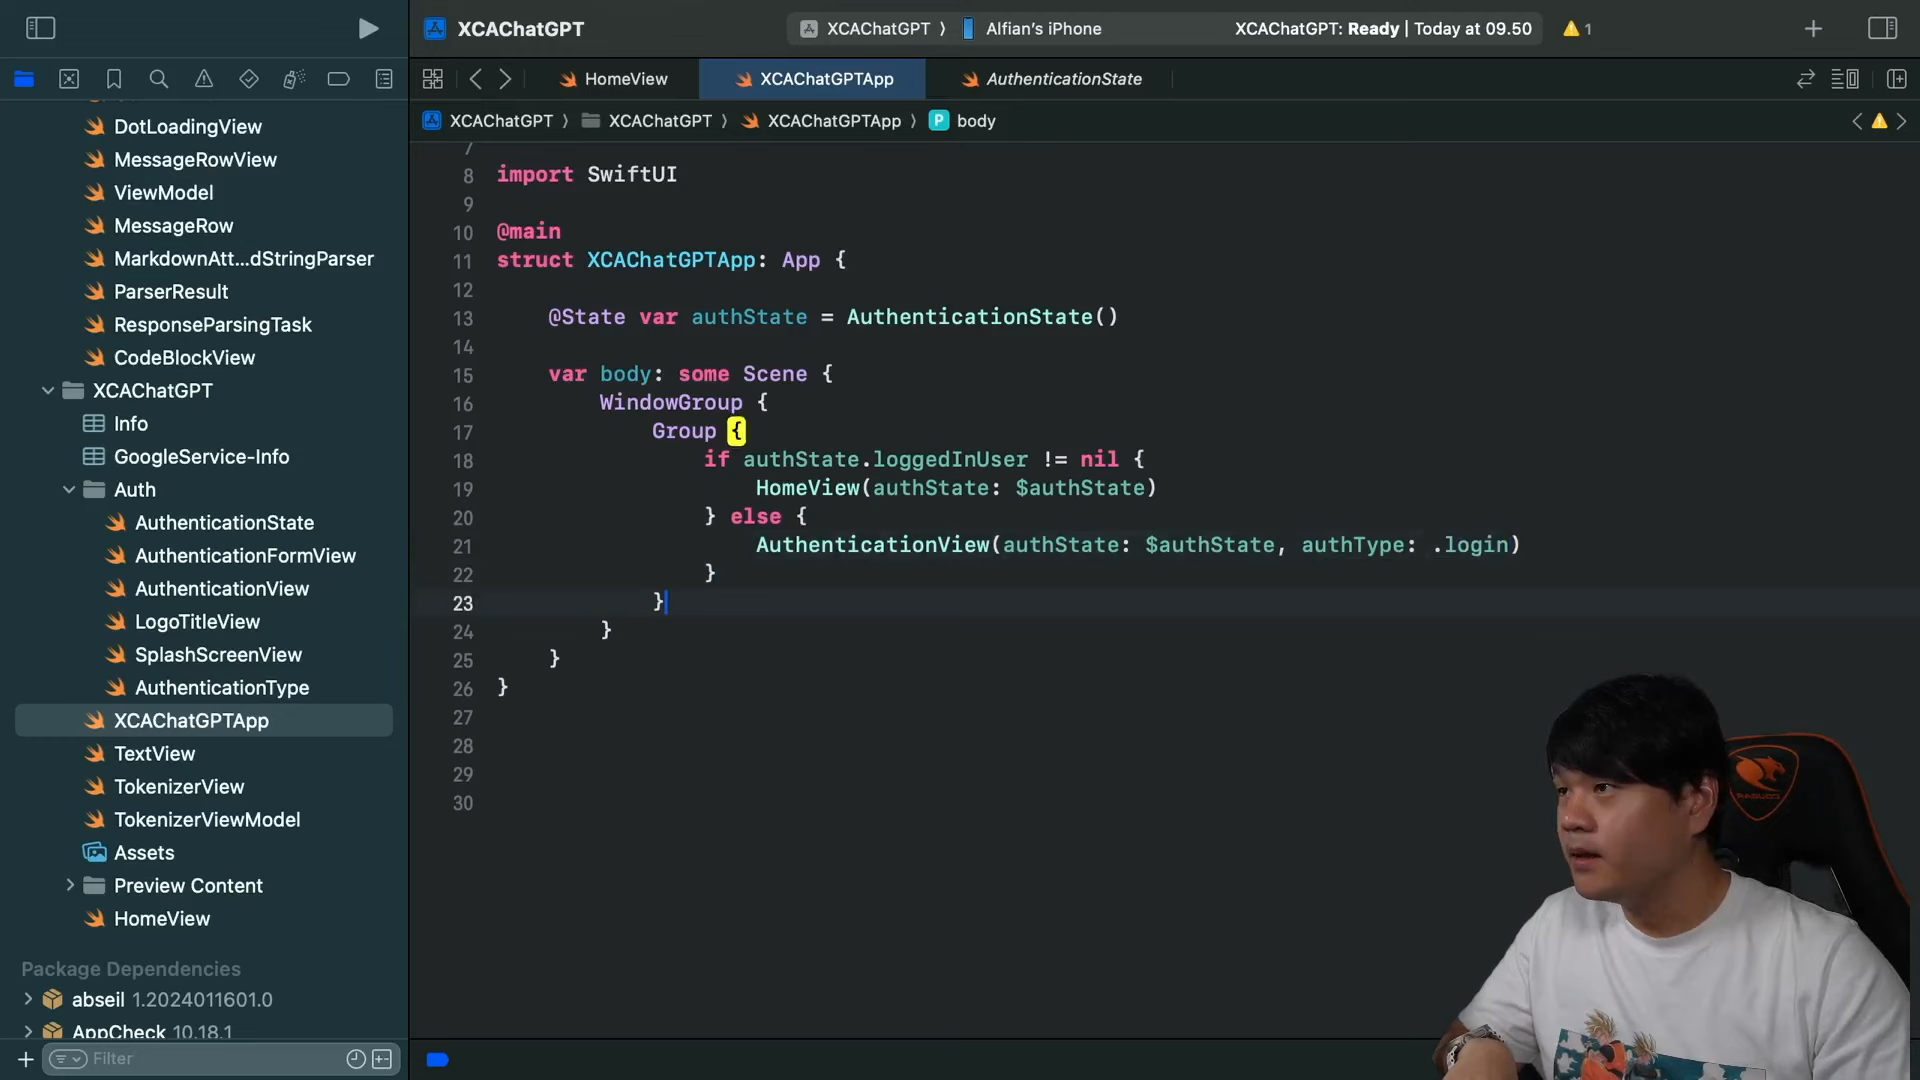 XCAChatGPT
XCAChatGPT 〉 Alfian's iPhone
XCAChatGPT: Ready | Today at 09.50
1
HomeView
XCAChatGPTApp
AuthenticationState
XCAChatGPT 〉 XCAChatGPT 〉 XCAChatGPTApp 〉 P body
DotLoadingView
MessageRowView
ViewModel
MessageRow
MarkdownAtt...dStringParser
ParserResult
ResponseParsingTask
CodeBlockView
XCAChatGPT
Info
GoogleService-Info
Auth
AuthenticationState
AuthenticationFormView
AuthenticationView
LogoTitleView
SplashScreenView
AuthenticationType
XCAChatGPTApp
TextView
TokenizerView
TokenizerViewModel
Assets
Preview Content
HomeView
Package Dependencies
abseil 1.2024011601.0
AppCheck 10.18.1
Filter
7
8 import SwiftUI
9
10 @main
11 struct XCAChatGPTApp: App {
12
13 @State var authState = AuthenticationState()
14
15 var body: some Scene {
16 WindowGroup {
17 Group {
18 if authState.loggedInUser != nil {
19 HomeView(authState: $authState)
20 } else {
21 AuthenticationView(authState: $authState, authType: .login)
22 }
23 }
24 }
25 }
26 }
27
28
29
30